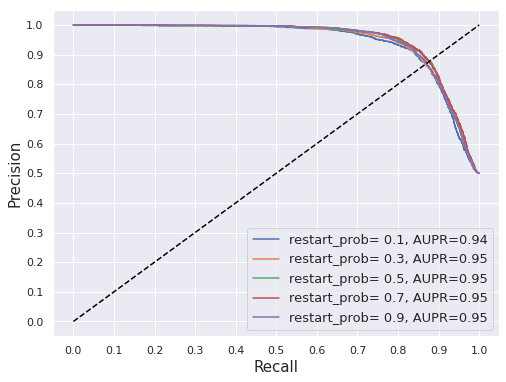 1.0
0.9
0.8
0.7
0.6
0.5
0.4
0.3
0.2
0.1
0.0
Precision
restart_prob= 0.1, AUPR=0.94
restart_prob= 0.3, AUPR=0.95
restart_prob= 0.5, AUPR=0.95
restart_prob= 0.7, AUPR=0.95
restart_prob= 0.9, AUPR=0.95
0.0 0.1 0.2 0.3 0.4 0.5 0.6 0.7 0.8 0.9 1.0
Recall